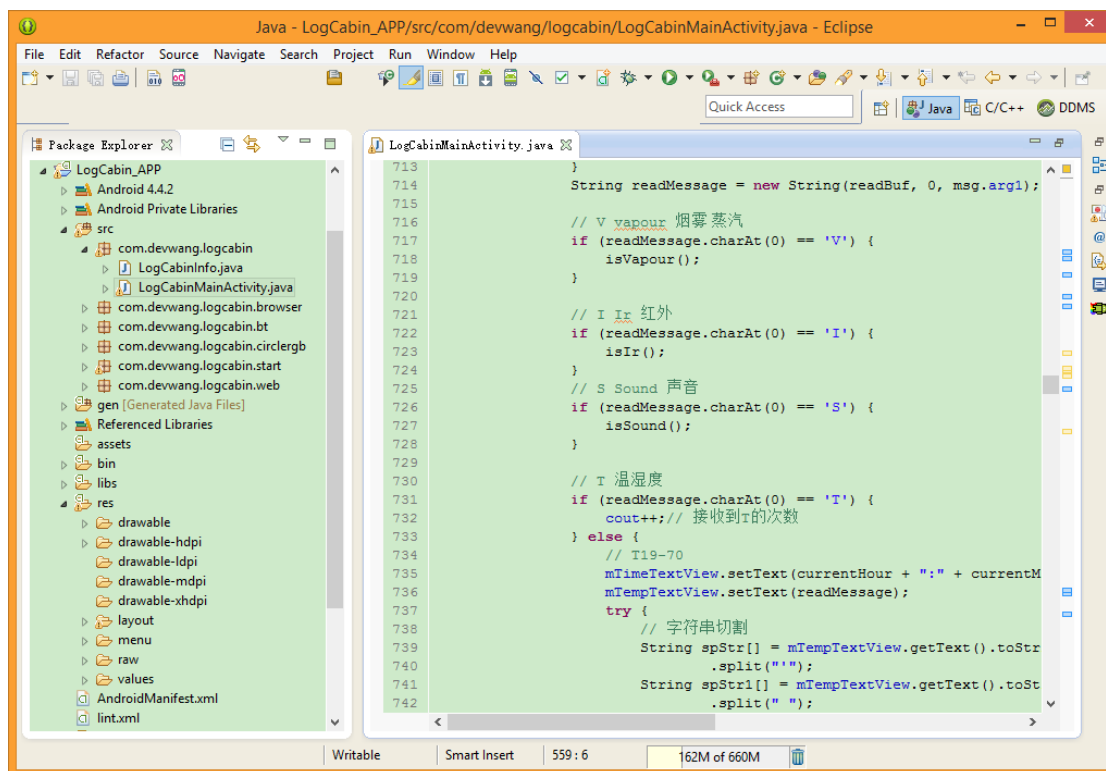 Java - LogCabin_APP/src/com/devwang/logcabin/LogCabinMainActivity.java - Eclipse
File Edit Refactor Source Navigate Search Project Run Window Help
Quick Access
Java
C/C++
DDMS
Package Explorer
LogCabin_APP
Android 4.4.2
Android Private Libraries
src
com.devwang.logcabin
LogCabinInfo.java
LogCabinMainActivity.java
com.devwang.logcabin.browser
com.devwang.logcabin.bt
com.devwang.logcabin.circlergb
com.devwang.logcabin.start
com.devwang.logcabin.web
gen [Generated Java Files]
Referenced Libraries
assets
bin
libs
res
drawable
drawable-hdpi
drawable-ldpi
drawable-mdpi
drawable-xhdpi
layout
menu
raw
values
AndroidManifest.xml
lint.xml
LogCabinMainActivity.java
713 }
714 String readMessage = new String(readBuf, 0, msg.arg1);
715
716 // V vapour 烟雾 蒸汽
717 if (readMessage.charAt(0) == 'V') {
718 isVapour();
719 }
720
721 // I Ir 红外
722 if (readMessage.charAt(0) == 'I') {
723 isIr();
724 }
725 // S Sound 声音
726 if (readMessage.charAt(0) == 'S') {
727 isSound();
728 }
729
730 // T 温湿度
731 if (readMessage.charAt(0) == 'T') {
732 cout++;// 接收到T的次数
733 } else {
734 // T19-70
735 mTimeTextView.setText(currentHour + ":" + currentM
736 mTempTextView.setText(readMessage);
737 try {
738 // 字符串切割
739 String spStr[] = mTempTextView.getText().toStr
740 .split("'");
741 String spStr1[] = mTempTextView.getText().toSt
742 .split(" ");
Writable
Smart Insert
559 : 6
162M of 660M